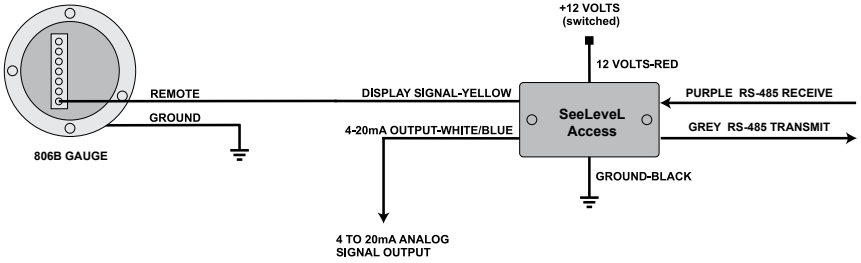 +12 VOLTS
(switched)
12 VOLTS-RED
REMOTE
DISPLAY SIGNAL-YELLOW
SeeLeveL
Access
PURPLE RS-485 RECEIVE
GROUND
4-20mA OUTPUT-WHITE/BLUE
GREY RS-485 TRANSMIT
806B GAUGE
GROUND-BLACK
4 TO 20mA ANALOG
SIGNAL OUTPUT